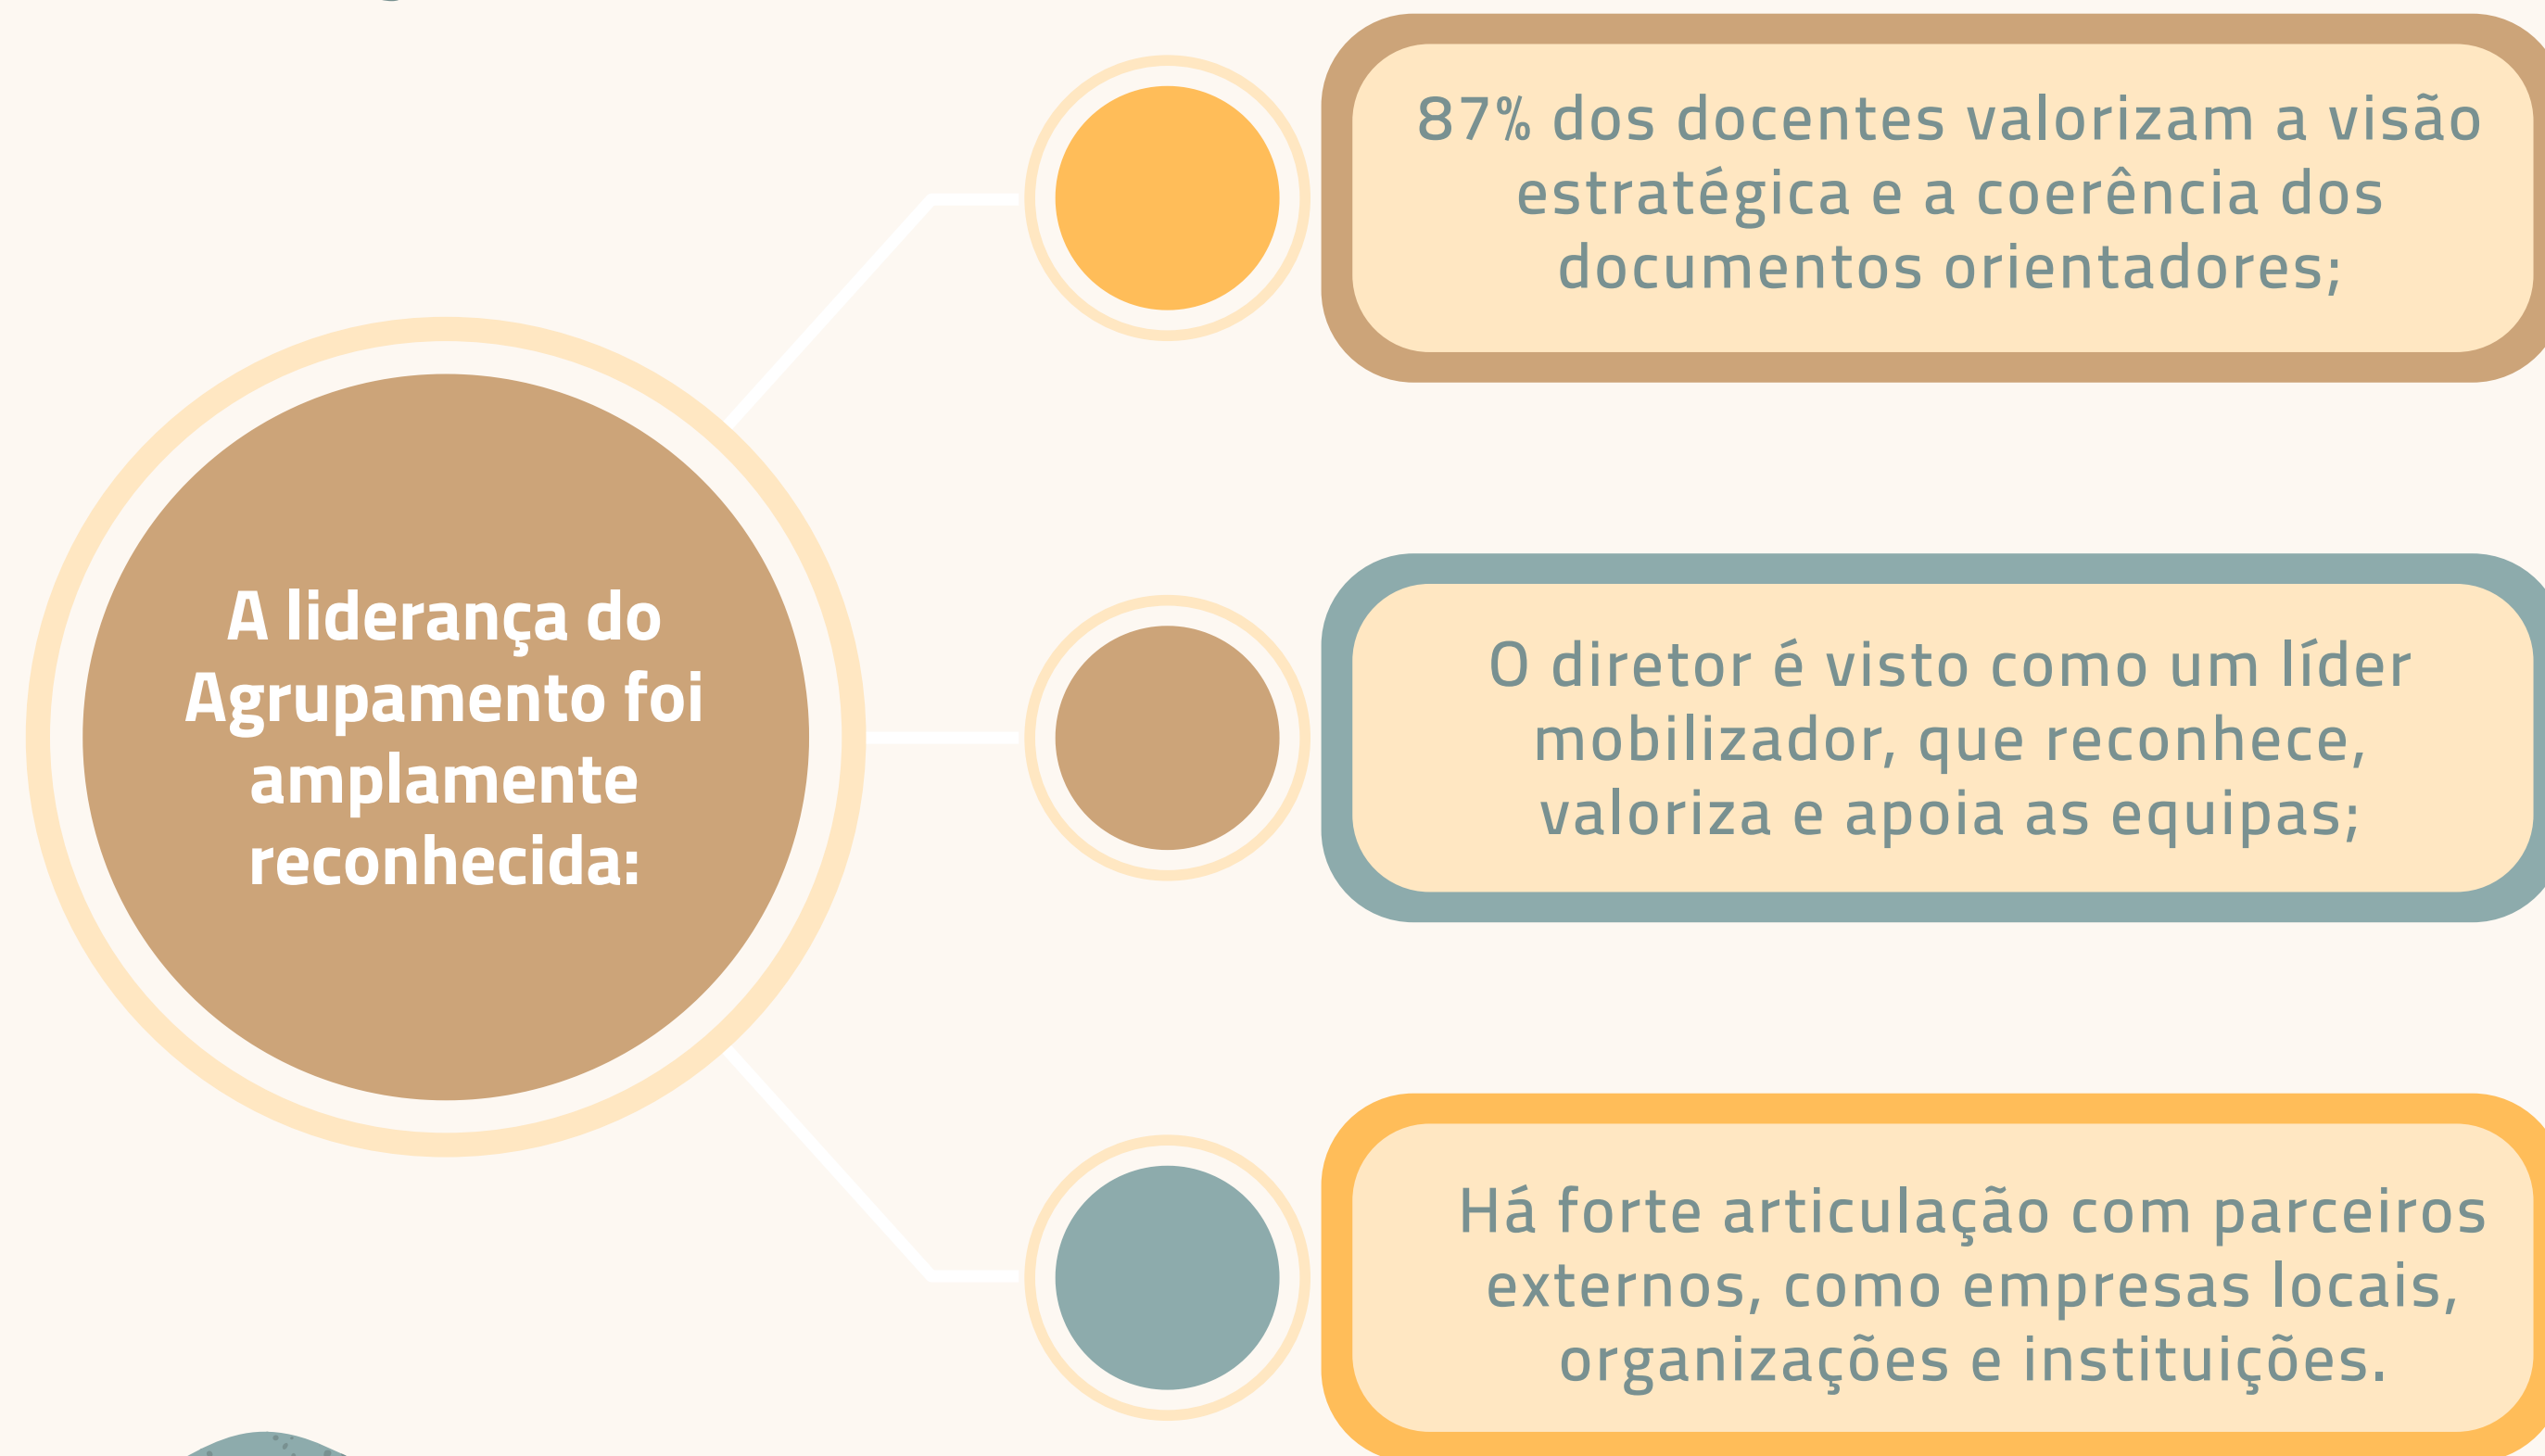 A liderança do
Agrupamento foi
amplamente
reconhecida:
87% dos docentes valorizam a visão
estratégica e a coerência dos
documentos orientadores;
O diretor é visto como um líder
mobilizador, que reconhece,
valoriza e apoia as equipas;
Há forte articulação com parceiros
externos, como empresas locais,
organizações e instituições.